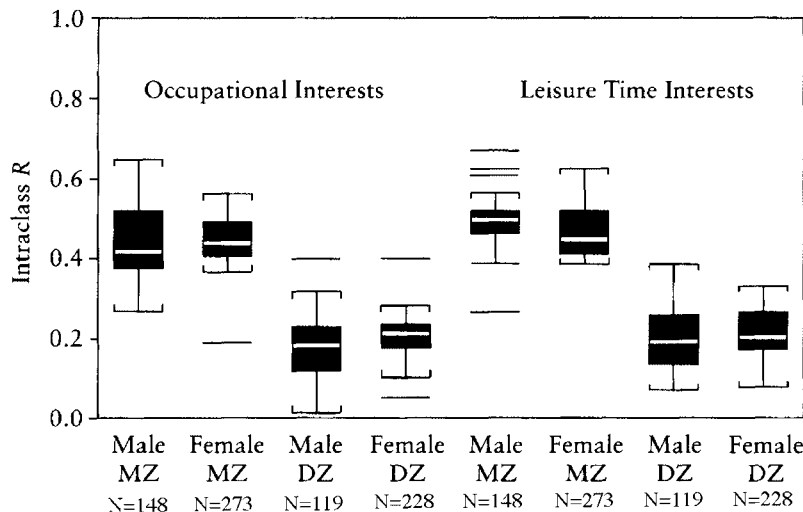 1.0
0.8
0.6
0.4
0.2
0.0
Intraclass R
Occupational Interests
Leisure Time Interests
Male MZ N=148
Female MZ N=273
Male DZ N=119
Female DZ N=228
Male MZ N=148
Female MZ N=273
Male DZ N=119
Female DZ N=228